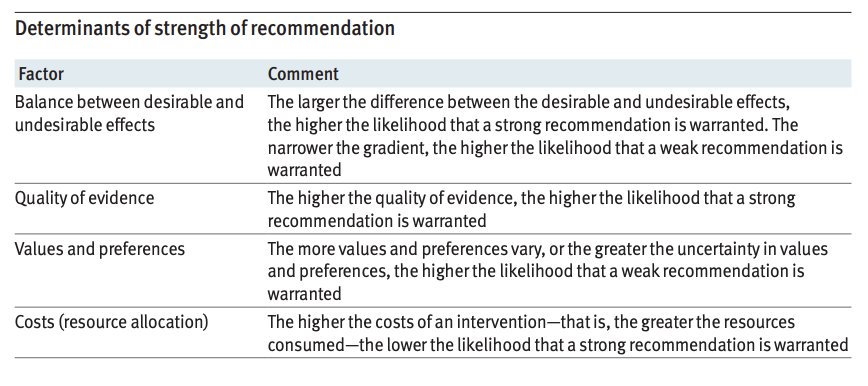 Determinants of strength of recommendation
Factor Comment
Balance between desirable and
undesirable effects
The larger the difference between the desirable and undesirable effects,
the higher the likelihood that a strong recommendation is warranted. The
narrower the gradient, the higher the likelihood that a weak recommendation is
warranted
Quality of evidence
The higher the quality of evidence, the higher the likelihood that a strong
recommendation is warranted
Values and preferences
The more values and preferences vary, or the greater the uncertainty in values
and preferences, the higher the likelihood that a weak recommendation is
warranted
Costs (resource allocation)
The higher the costs of an intervention—that is, the greater the resources
consumed—the lower the likelihood that a strong recommendation is warranted